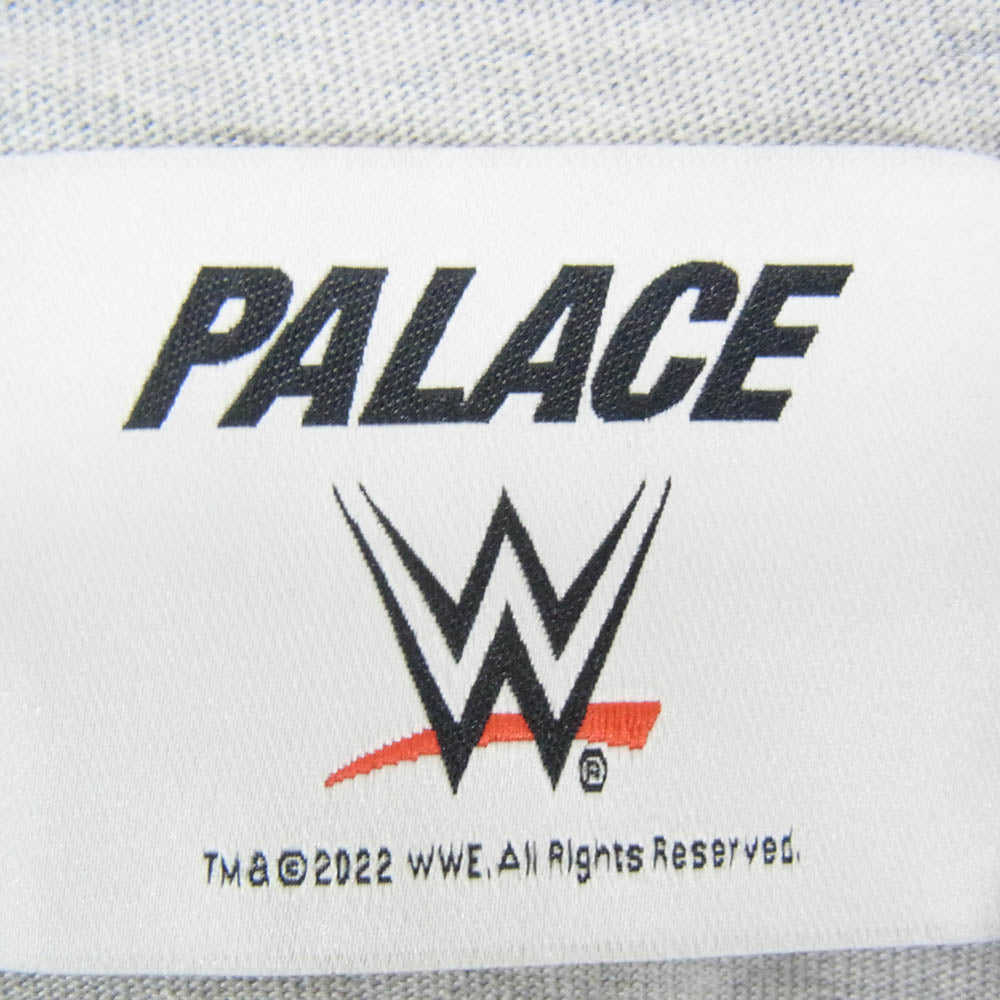 PALACE
W
®
TM&©2022 WWE. All Rights Reserved.